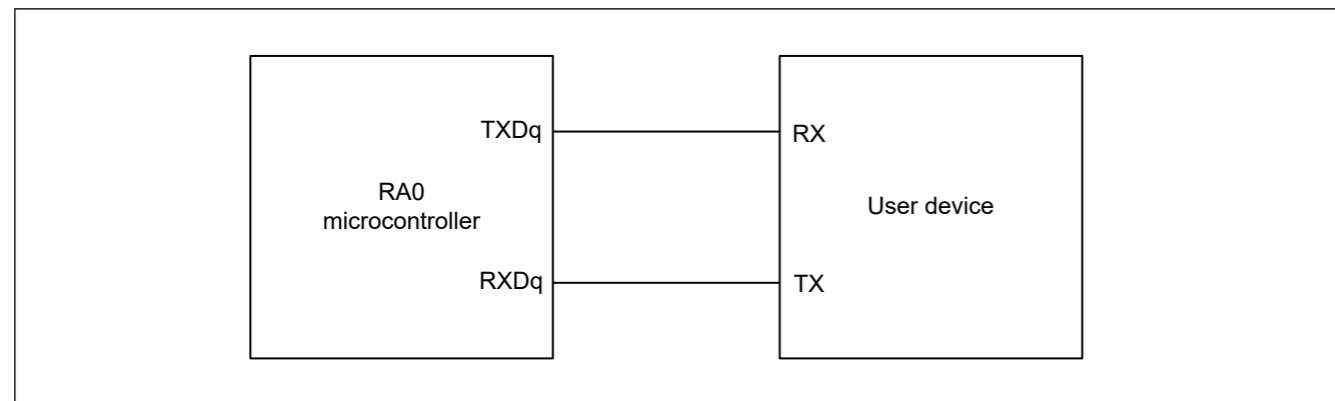 TXDq
RX
RA0
microcontroller
User device
RXDq
TX